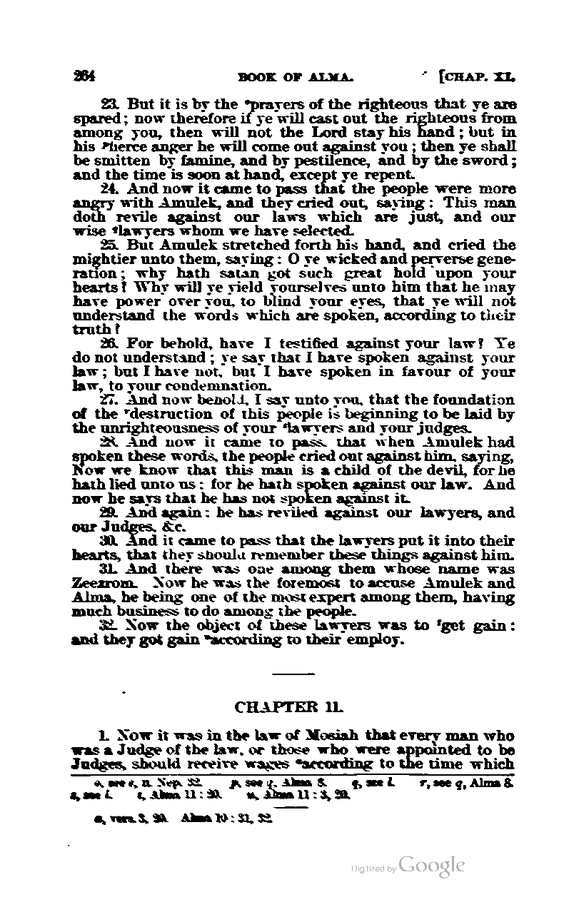 264 BOOK OF ALMA. [CHAP. XI.
23. But it is by the prayers of the righteous that ye are
spared; now therefore if ye will cast out the righteous from
among you, then will not the Lord stay his hand; but in
his fierce anger he will come out against you; then ye shall
be smitten by famine, and by pestilence, and by the sword;
and the time is soon at hand, except ye repent.
24. And now it came to pass that the people were more
angry with Amulek, and they cried out, saying: This man
doth revile against our laws which are just, and our
wise lawyers whom we have selected.
25. But Amulek stretched forth his hand, and cried the
mightier unto them, saying: O ye wicked and perverse gene-
ration; why hath satan got such great hold upon your
hearts? Why will ye yield yourselves unto him that he may
have power over you, to blind your eyes, that ye will not
understand the words which are spoken, according to their
truth?
26. For behold, have I testified against your law? Ye
do not understand; ye say that I have spoken against your
law; but I have not, but I have spoken in favour of your
law, to your condemnation.
27. And now behold, I say unto you, that the foundation
of the ʳdestruction of this people is beginning to be laid by
the unrighteousness of your lawyers and your judges.
28. And now it came to pass, that when Amulek had
spoken these words, the people cried out against him, saying,
Now we know that this man is a child of the devil, for he
hath lied unto us: for he hath spoken against our law. And
now he says that he has not spoken against it.
29. And again: he has reviled against our lawyers, and
our Judges, &c.
30. And it came to pass that the lawyers put it into their
hearts, that they should remember these things against him.
31. And there was one among them whose name was
Zeezrom. Now he was the foremost to accuse Amulek and
Alma, he being one of the most expert among them, having
much business to do among the people.
32. Now the object of these lawyers was to ᵗget gain:
and they got gain ᵘaccording to their employ.
CHAPTER 11.
1. Now it was in the law of Mosiah that every man who
was a Judge of the law, or those who were appointed to be
Judges, should receive wages ᵃaccording to the time which
o, see e, II. Nep. 32. p, see q, Alma 8. q, see l. r, see q, Alma 8.
s, see l. t, Alma 11: 20. u, Alma 11: 3, 20.
a, vers. 3, 20. Alma 10: 31, 32.
Digitized by Google